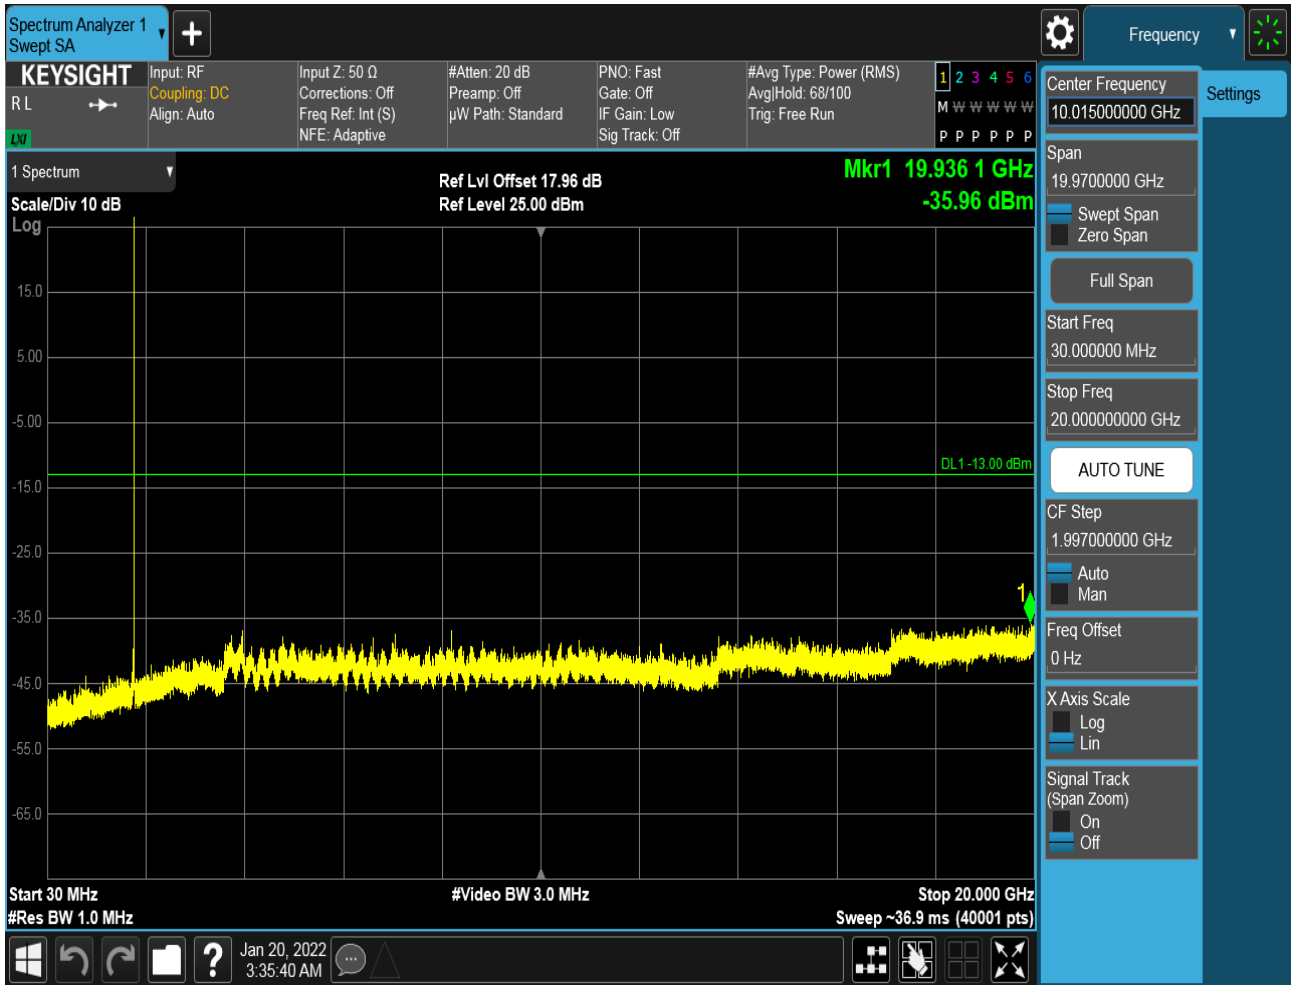 Spectrum Analyzer 1
Swept SA
+
Frequency
KEYSIGHT
R L
LXI
Input: RF
Coupling: DC
Align: Auto
Input Z: 50 Ω
Corrections: Off
Freq Ref: Int (S)
NFE: Adaptive
#Atten: 20 dB
Preamp: Off
µW Path: Standard
PNO: Fast
Gate: Off
IF Gain: Low
Sig Track: Off
#Avg Type: Power (RMS)
Avg|Hold: 68/100
Trig: Free Run
1 2 3 4 5 6
M W W W W W
P P P P P P
1 Spectrum
Scale/Div 10 dB
Log
Ref Lvl Offset 17.96 dB
Ref Level 25.00 dBm
Mkr1 19.936 1 GHz
-35.96 dBm
15.0
5.00
-5.00
DL1 -13.00 dBm
-15.0
-25.0
1
-35.0
-45.0
-55.0
-65.0
Start 30 MHz
#Video BW 3.0 MHz
Stop 20.000 GHz
#Res BW 1.0 MHz
Sweep ~36.9 ms (40001 pts)
?
Jan 20, 2022
3:35:40 AM
Center Frequency
10.015000000 GHz
Settings
Span
19.9700000 GHz
Swept Span
Zero Span
Full Span
Start Freq
30.000000 MHz
Stop Freq
20.000000000 GHz
AUTO TUNE
CF Step
1.997000000 GHz
Auto
Man
Freq Offset
0 Hz
X Axis Scale
Log
Lin
Signal Track
(Span Zoom)
On
Off